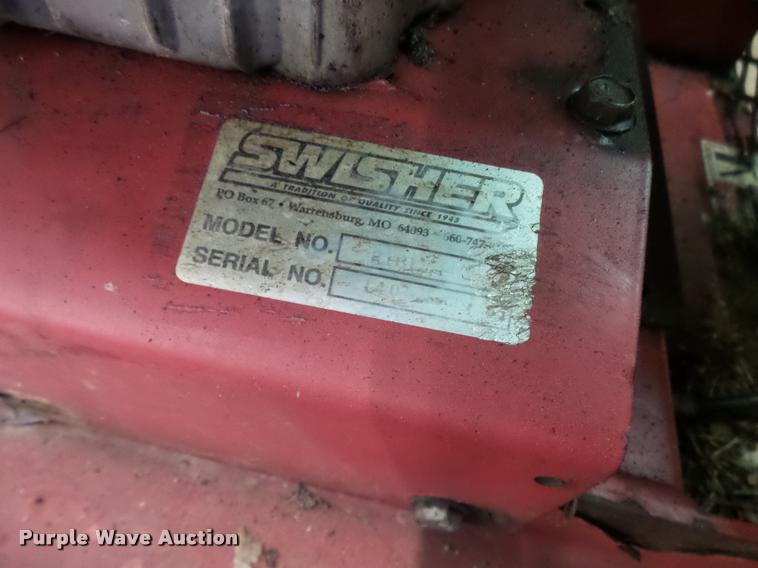 SWISHER
A TRADITION OF QUALITY SINCE 1945
PO Box 67 • Warrensburg, MO 64093 660-747-
MODEL NO.
SERIAL NO.
Purple Wave Auction